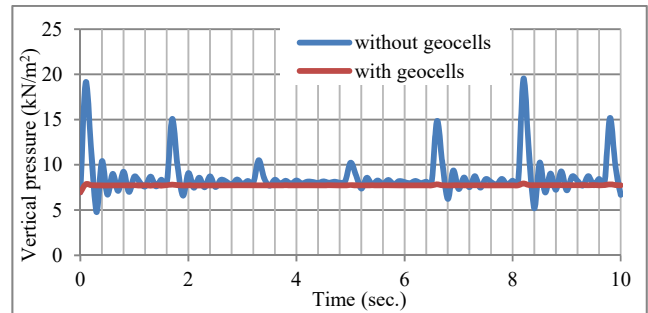 Vertical pressure (kN/m²)
25
20
15
10
5
0
without geocells
with geocells
0 2 4 6 8 10
Time (sec.)